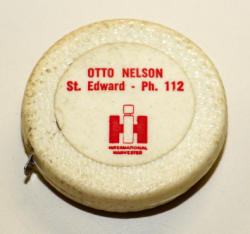 OTTO NELSON
St. Edward - Ph. 112
IH
INTERNATIONAL
HARVESTER